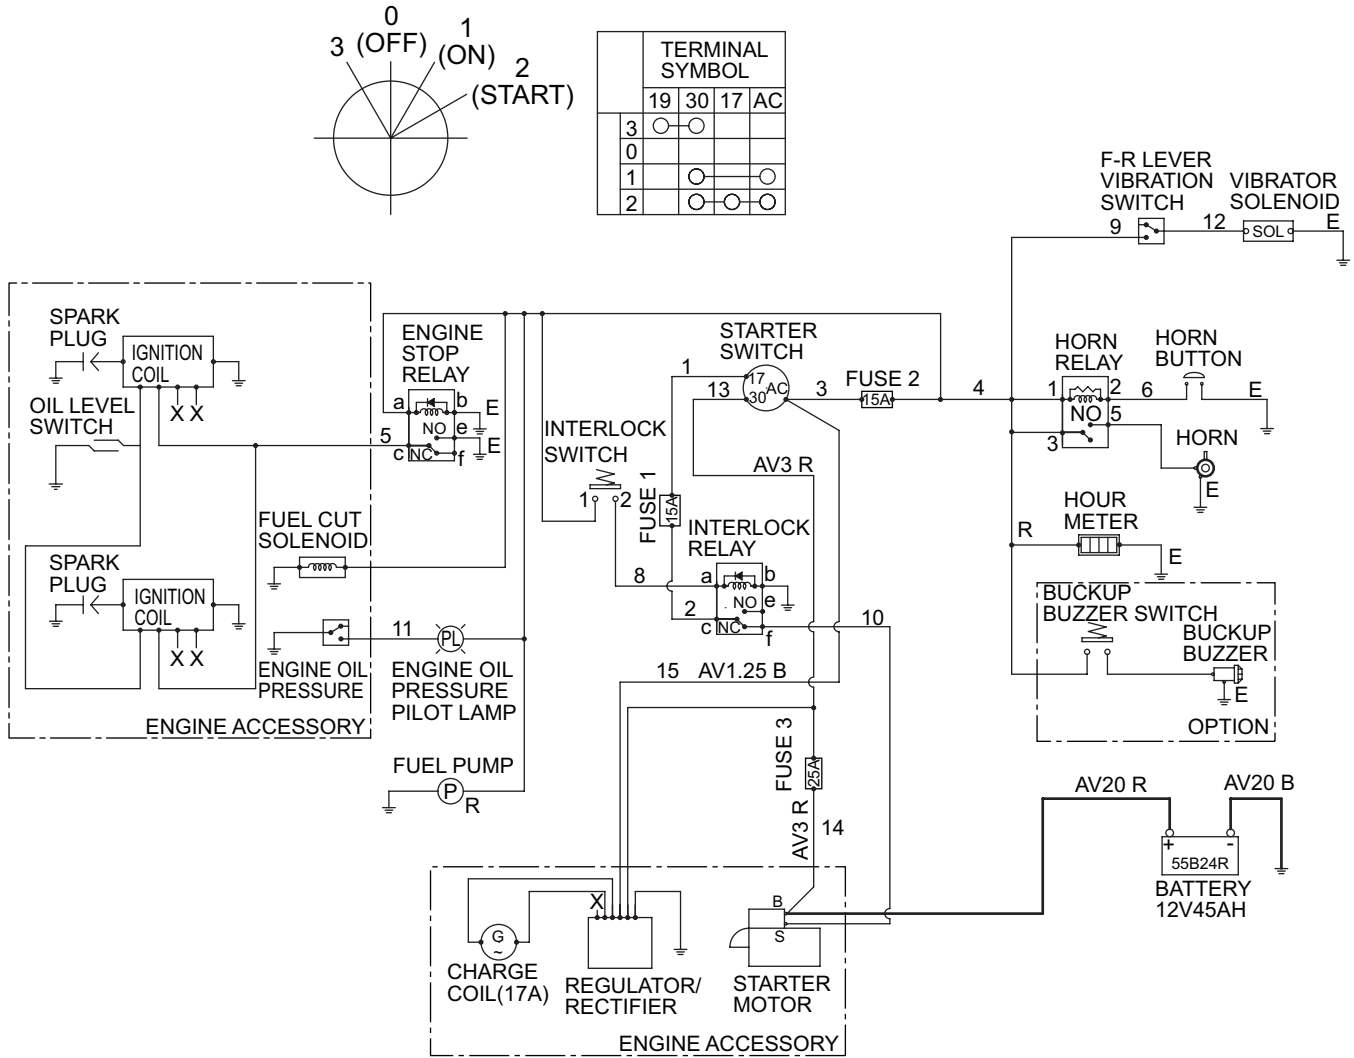 0
3 (OFF) 1
(ON)
2
(START)
TERMINAL
SYMBOL
19 30 17 AC
3
0
1
2
F-R LEVER
VIBRATION
SWITCH
VIBRATOR
SOLENOID
9
12
SOL
E
SPARK
PLUG
IGNITION
COIL
X X
OIL LEVEL
SWITCH
ENGINE
STOP
RELAY
a b E
NO e
E
5
c NC f
STARTER
SWITCH
1
17
AC
13
30
3
FUSE 2
15A
4
HORN
RELAY
HORN
BUTTON
1 2 6 E
NO 5
3
HORN
E
INTERLOCK
SWITCH
1 2
FUSE 1
15A
AV3 R
HOUR
METER
R
E
FUEL CUT
SOLENOID
INTERLOCK
RELAY
8 a b
NO e
2
c NC f
10
SPARK
PLUG
IGNITION
COIL
X X
11
PL
ENGINE OIL
PRESSURE
ENGINE OIL
PRESSURE
PILOT LAMP
ENGINE ACCESSORY
15 AV1.25 B
BUCKUP
BUZZER SWITCH
BUCKUP
BUZZER
E
OPTION
FUEL PUMP
P
R
FUSE 3
25A
AV3 R
14
AV20 R
AV20 B
+ -
55B24R
BATTERY
12V45AH
X
G
~
CHARGE
COIL(17A)
REGULATOR/
RECTIFIER
B
S
STARTER
MOTOR
ENGINE ACCESSORY